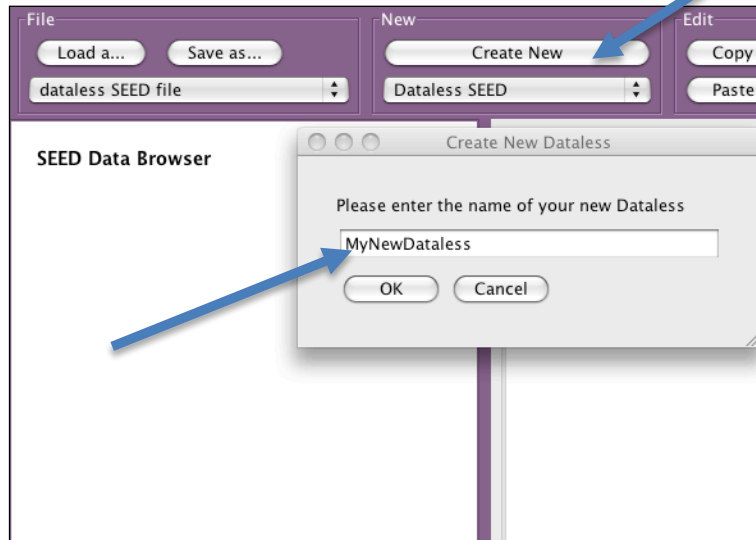 File
New
Edit
Load a...
Save as...
Create New
Copy
dataless SEED file
Dataless SEED
Paste
SEED Data Browser
Create New Dataless
Please enter the name of your new Dataless
MyNewDataless
OK
Cancel